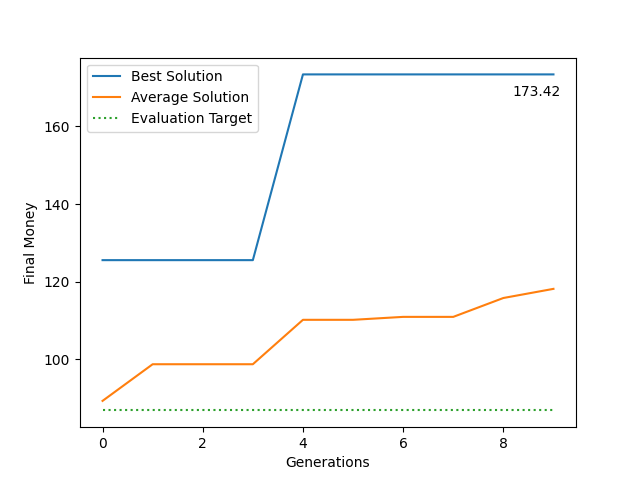 Best Solution
Average Solution
Evaluation Target
173.42
160
140
120
100
Final Money
0
2
4
6
8
Generations